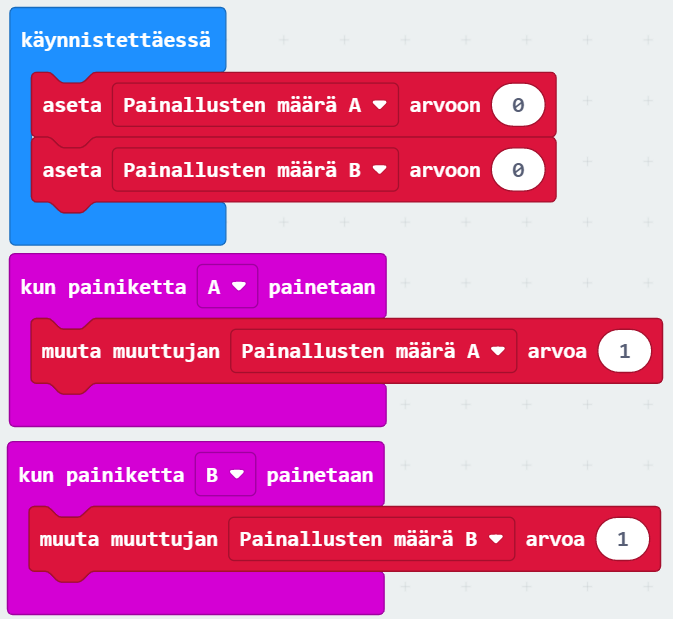 käynnistettäessä
aseta Painallusten määrä A arvoon 0
aseta Painallusten määrä B arvoon 0
kun painiketta A painetaan
muuta muuttujan Painallusten määrä A arvoa 1
kun painiketta B painetaan
muuta muuttujan Painallusten määrä B arvoa 1